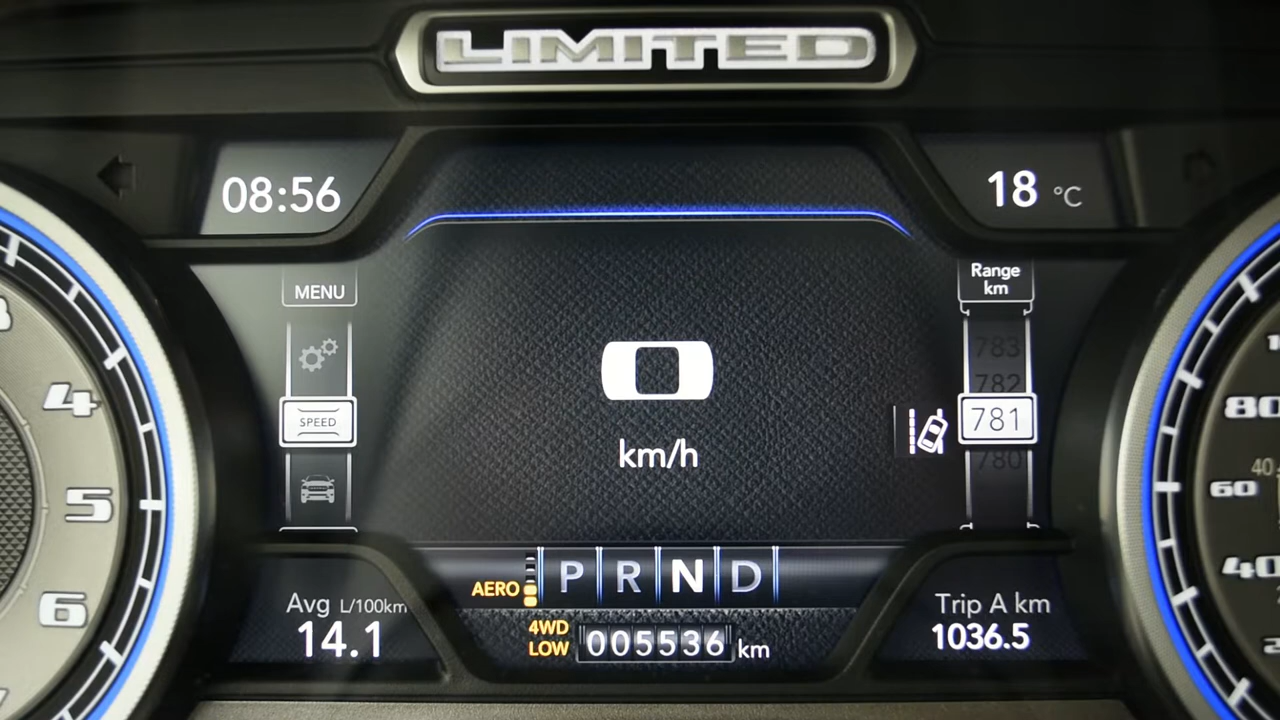 LIMITED
08:56
18 °C
MENU
Range
km
783
782
SPEED
781
780
0
km/h
4
5
6
80
40
60
40
AERO
P R N D
Avg L/100km
14.1
4WD
LOW
005536 km
Trip A km
1036.5